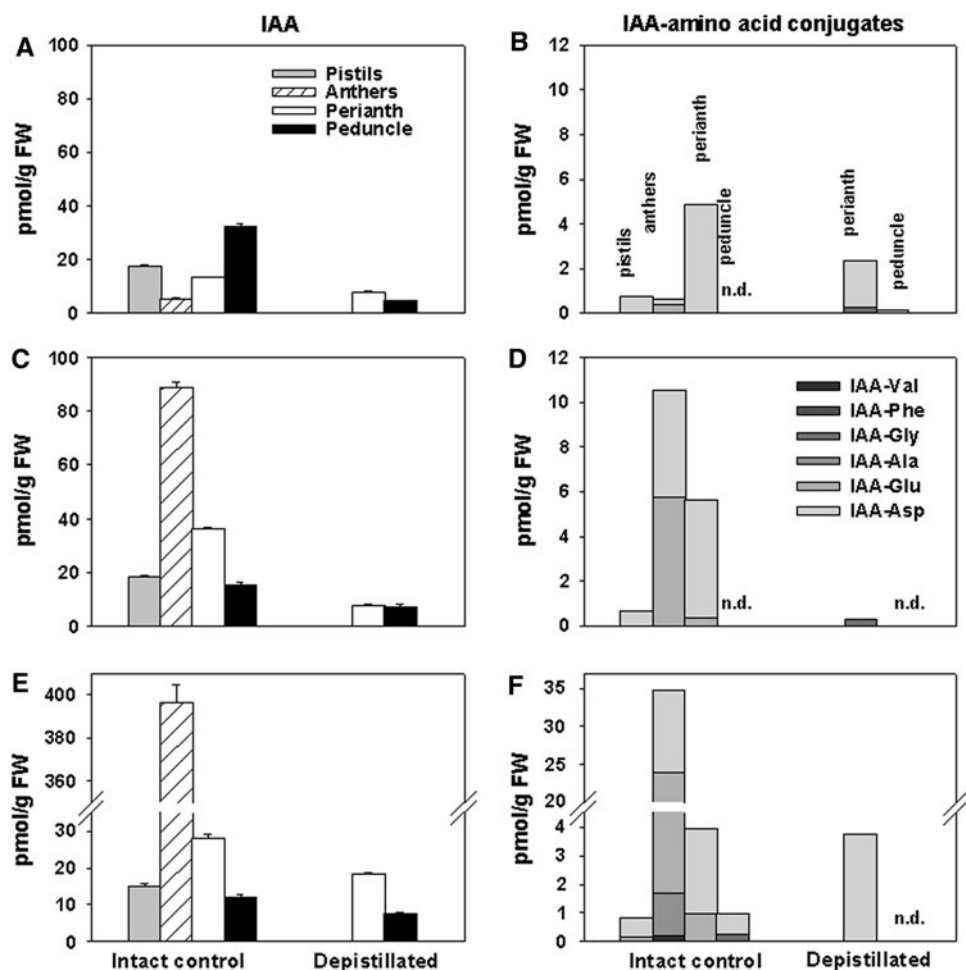 IAA
IAA-amino acid conjugates
A
B
pmol/g FW
100
80
60
40
20
0
Pistils
Anthers
Perianth
Peduncle
pmol/g FW
12
10
8
6
4
2
0
pistils
anthers
perianth
peduncle
n.d.
perianth
peduncle
C
D
pmol/g FW
100
80
60
40
20
0
pmol/g FW
12
10
8
6
4
2
0
n.d.
n.d.
IAA-Val
IAA-Phe
IAA-Gly
IAA-Ala
IAA-Glu
IAA-Asp
E
F
pmol/g FW
400
380
360
30
20
10
0
pmol/g FW
35
30
25
20
4
3
2
1
0
n.d.
Intact control
Depistillated
Intact control
Depistillated